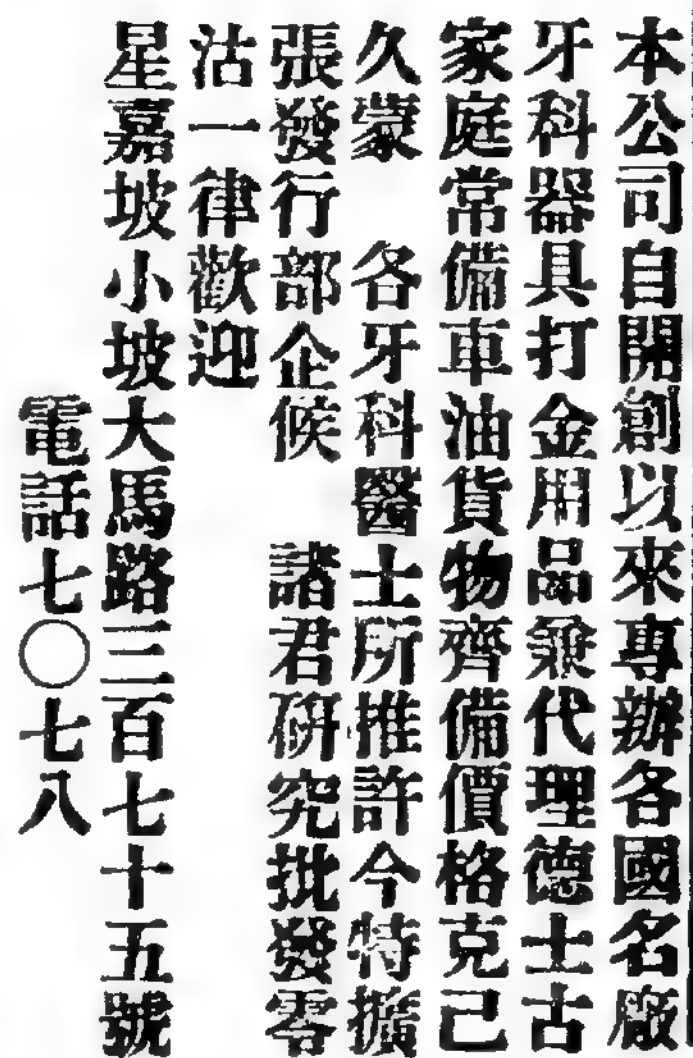 本公司自開創以來專辦各國名廠
牙科器具打金用品兼代理德士古
家庭常備車油貨物齊備價格克己
久蒙　各牙科醫士所推許今特擴
張發行部企候　諸君研究批發零
沽一律歡迎
星嘉坡小坡大馬路三百七十五號
電話七〇七八